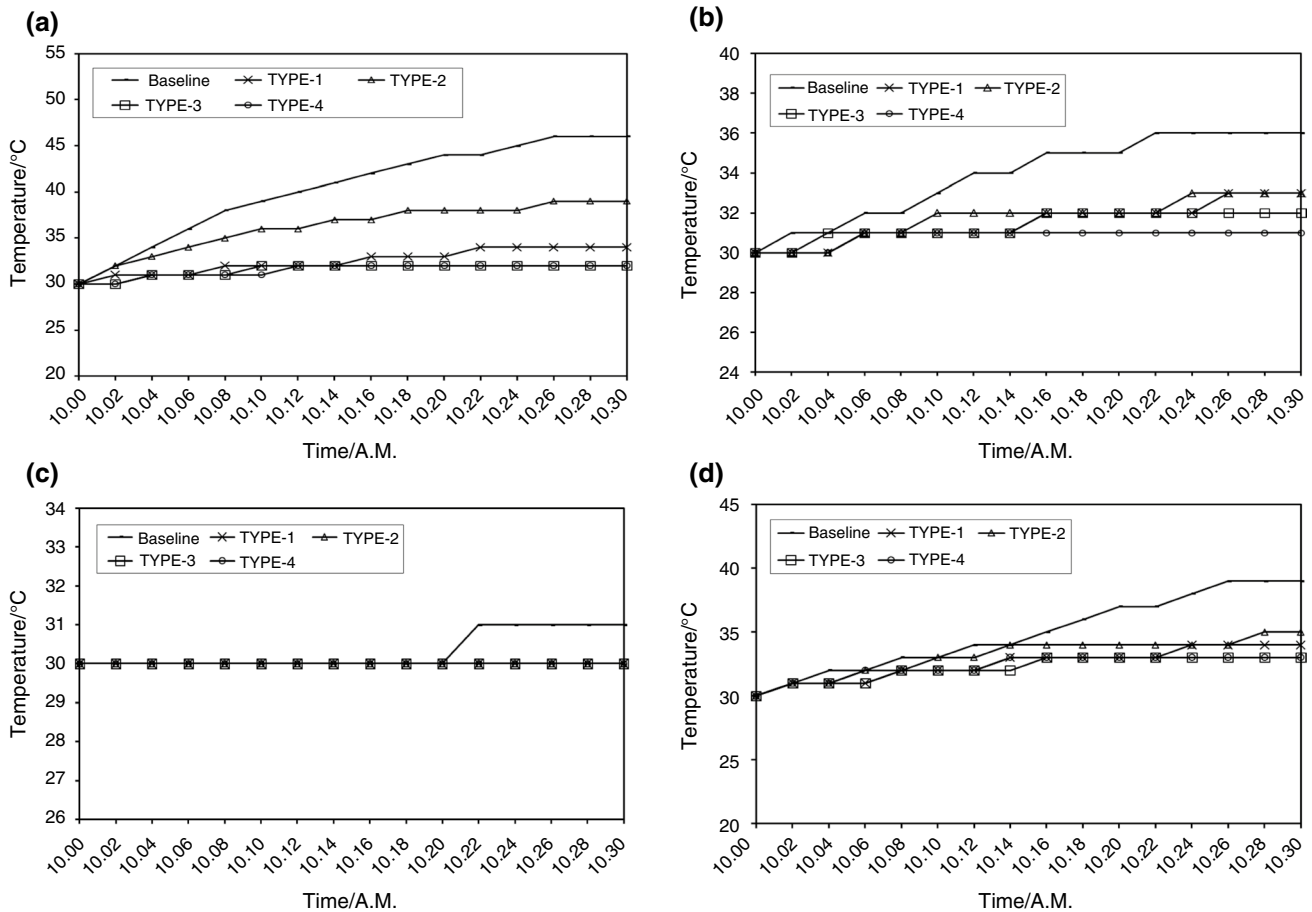 (a)
55
50
45
40
35
30
25
20
Temperature/°C
Baseline TYPE-1 TYPE-2
TYPE-3 TYPE-4
10.00 10.02 10.04 10.06 10.08 10.10 10.12 10.14 10.16 10.18 10.20 10.22 10.24 10.26 10.28 10.30
Time/A.M.
(b)
40
38
36
34
32
30
28
26
24
Temperature/°C
Baseline TYPE-1 TYPE-2
TYPE-3 TYPE-4
10.00 10.02 10.04 10.06 10.08 10.10 10.12 10.14 10.16 10.18 10.20 10.22 10.24 10.26 10.28 10.30
Time/A.M.
(c)
34
33
32
31
30
29
28
27
26
Temperature/°C
Baseline TYPE-1 TYPE-2
TYPE-3 TYPE-4
10.00 10.02 10.04 10.06 10.08 10.10 10.12 10.14 10.16 10.18 10.20 10.22 10.24 10.26 10.28 10.30
Time/A.M.
(d)
45
40
35
30
25
20
Temperature/°C
Baseline TYPE-1 TYPE-2
TYPE-3 TYPE-4
10.00 10.02 10.04 10.06 10.08 10.10 10.12 10.14 10.16 10.18 10.20 10.22 10.24 10.26 10.28 10.30
Time/A.M.